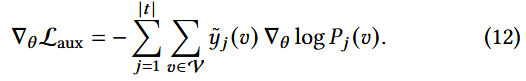 ∇_θ ℒ_aux = − ∑_{j=1}^{|t|} ∑_{v∈𝒱} ỹ_j(v) ∇_θ log P_j(v). (12)